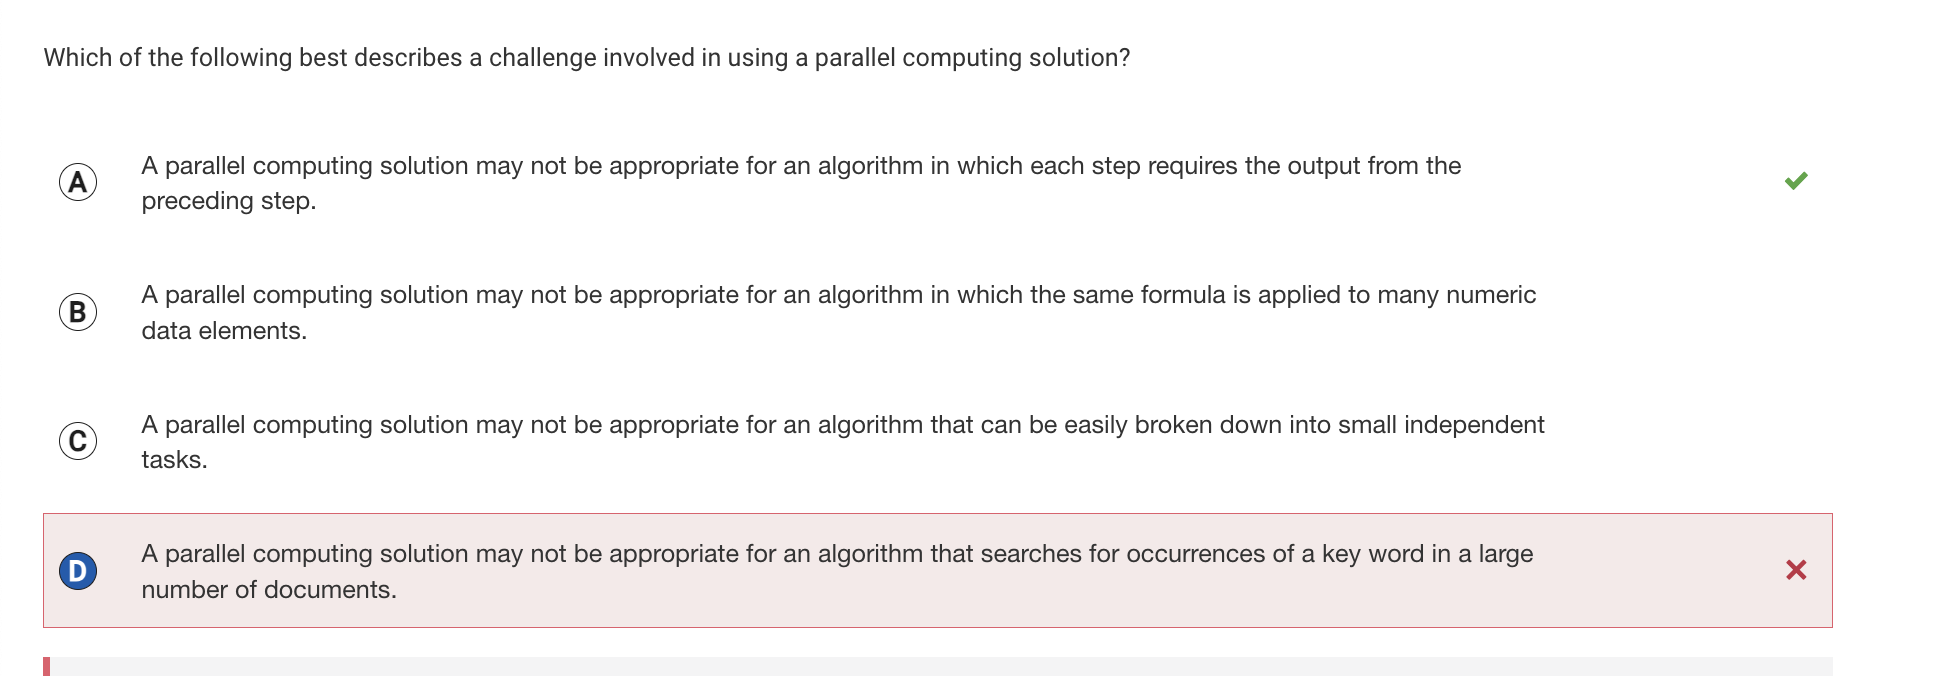 Which of the following best describes a challenge involved in using a parallel computing solution?
A
A parallel computing solution may not be appropriate for an algorithm in which each step requires the output from the
preceding step.
B
A parallel computing solution may not be appropriate for an algorithm in which the same formula is applied to many numeric
data elements.
C
A parallel computing solution may not be appropriate for an algorithm that can be easily broken down into small independent
tasks.
D
A parallel computing solution may not be appropriate for an algorithm that searches for occurrences of a key word in a large
number of documents.